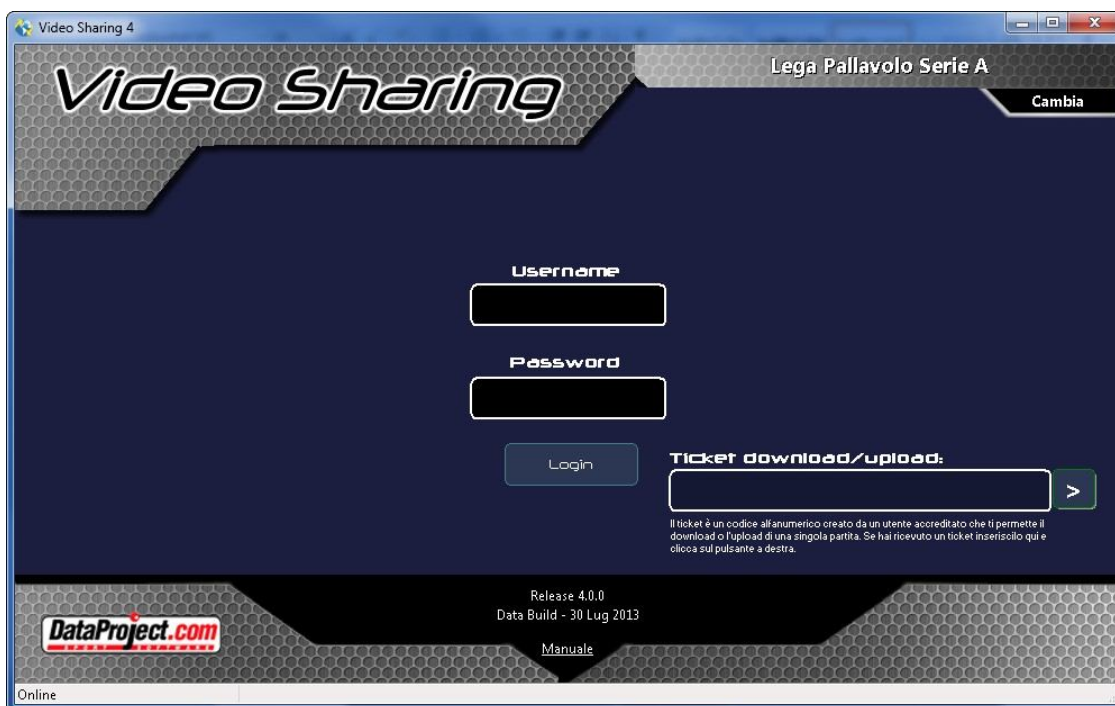 Video Sharing 4
Video Sharing
Lega Pallavolo Serie A
Cambia
Username
Password
Login
Ticket download/upload:
>
Il ticket è un codice alfanumerico creato da un utente accreditato che ti permette il
download o l'upload di una singola partita. Se hai ricevuto un ticket inseriscilo qui e
clicca sul pulsante a destra.
Release 4.0.0
Data Build - 30 Lug 2013
Manuale
DataProject.com
Online